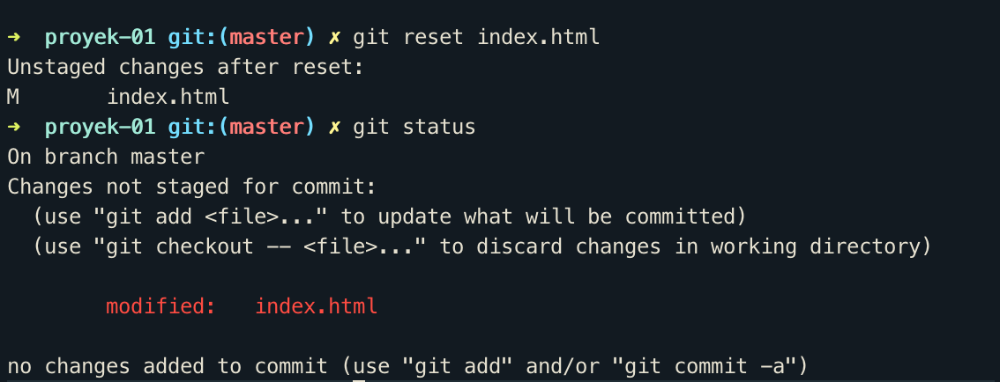 ➜  proyek-01 git:(master) ✗ git reset index.html
Unstaged changes after reset:
M       index.html
➜  proyek-01 git:(master) ✗ git status
On branch master
Changes not staged for commit:
  (use "git add <file>..." to update what will be committed)
  (use "git checkout -- <file>..." to discard changes in working directory)
        modified:   index.html
no changes added to commit (use "git add" and/or "git commit -a")